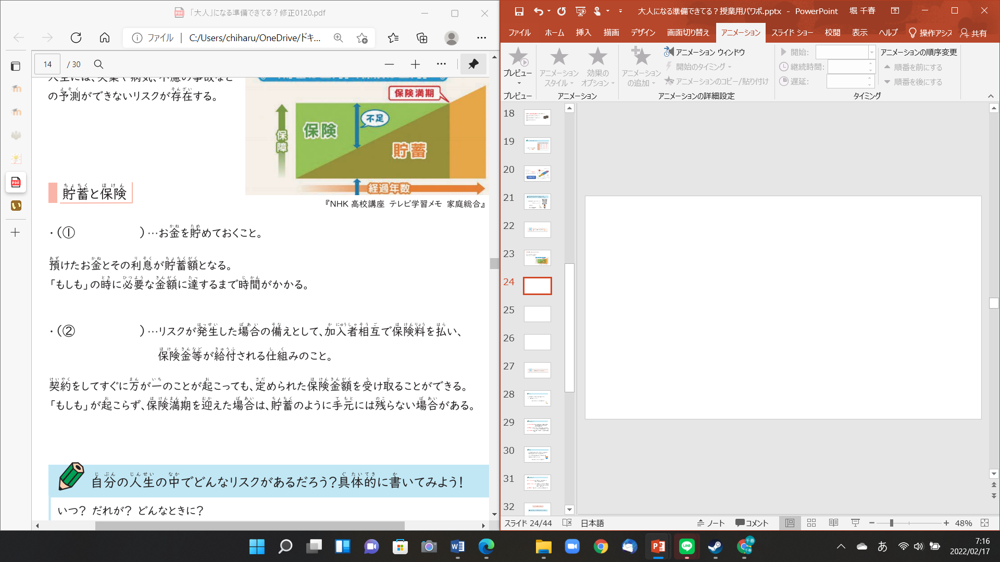 「大人」になる準備できてる？修正0120.pdf
ファイル
C:/Users/chiharu/OneDrive/ドキ...
14
/ 30
の予測ができないリスクが存在する。
保険満期
不足
保険
保障
貯蓄
経過年数
『NHK 高校講座 テレビ学習メモ 家庭総合』
貯蓄と保険
・（① ）…お金を貯めておくこと。
預けたお金とその利息が貯蓄額となる。
「もしも」の時に必要な金額に達するまで時間がかかる。
・（② ）…リスクが発生した場合の備えとして、加入者相互で保険料を払い、
保険金等が給付される仕組みのこと。
契約をしてすぐに万が一のことが起こっても、定められた保険金額を受け取ることができる。
「もしも」が起こらず、保険満期を迎えた場合は、貯蓄のように手元には残らない場合がある。
自分の人生の中でどんなリスクがあるだろう？具体的に書いてみよう！
いつ？ だれが？ どんなときに？
大人になる準備できてる？授業用パワポ.pptx - PowerPoint
堀 千春
ファイル ホーム 挿入 描画 デザイン 画面切り替え アニメーション スライド ショー 校閲 表示 ヘルプ 操作アシス 共有
プレビュー
アニメーション スタイル
効果の オプション
アニメーション の追加
アニメーション ウィンドウ
開始のタイミング
アニメーションのコピー/貼り付け
開始:
継続時間:
遅延:
アニメーションの順序変更
順番を前にする
順番を後にする
プレビュー
アニメーション
アニメーションの詳細設定
タイミング
18
19
20
21
22
23
24
25
26
27
28
29
30
31
32
スライド 24/44
日本語
ノート
コメント
48%
あ
7:16
2022/02/17